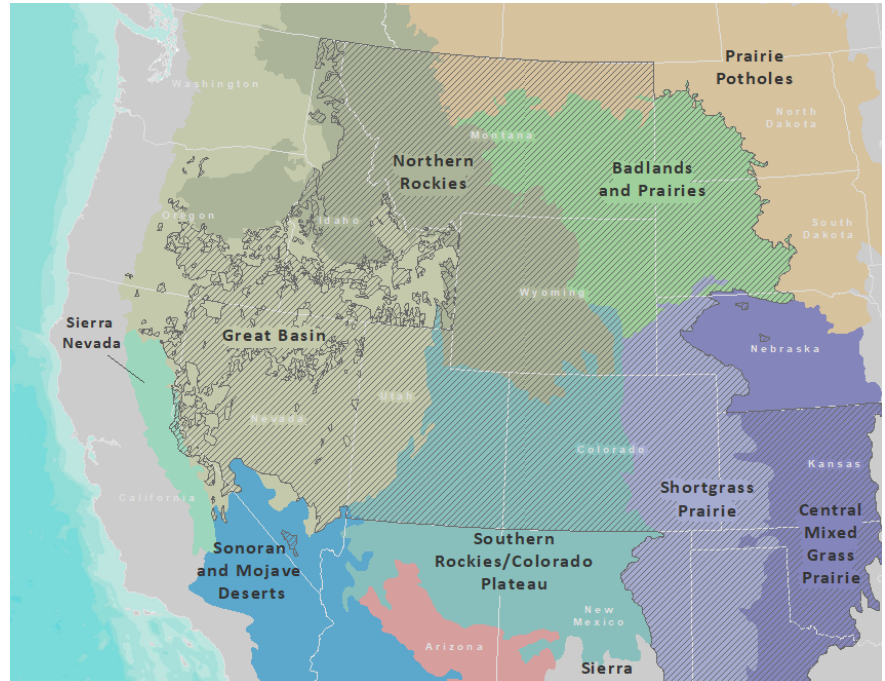 Prairie
Potholes
Washington
North
Dakota
Montana
Northern
Rockies
Badlands
and Prairies
Oregon
Idaho
South
Dakota
Wyoming
Sierra
Nevada
Great Basin
Nebraska
Utah
Nevada
Colorado
Kansas
Shortgrass
Prairie
California
Central
Mixed
Grass
Prairie
Sonoran
and Mojave
Deserts
Southern
Rockies/Colorado
Plateau
New
Mexico
Arizona
Sierra